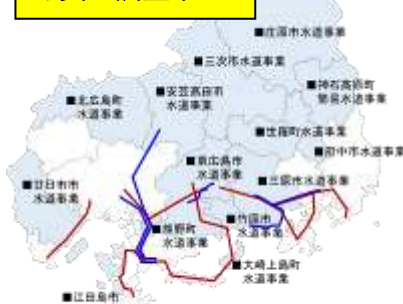 ■庄原市水道事業
■三次市水道事業
■安芸高田市
水道事業
■神石高原町
簡易水道事業
■北広島町
水道事業
■世羅町水道事業
■府中市水道事業
■東広島市
水道事業
■三原市水道事業
■廿日市市
水道事業
■竹原市
水道事業
■熊野町
水道事業
■大崎上島町
水道事業
■江田島市